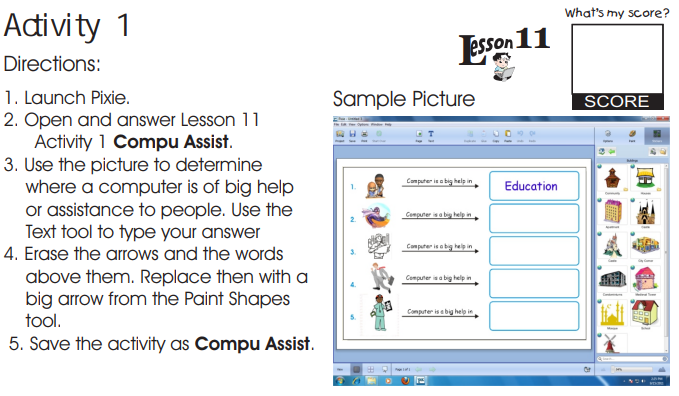 Activity 1
Directions:
1. Launch Pixie.
2. Open and answer Lesson 11
Activity 1 Compu Assist.
3. Use the picture to determine
where a computer is of big help
or assistance to people. Use the
Text tool to type your answer
4. Erase the arrows and the words
above them. Replace then with a
big arrow from the Paint Shapes
tool.
5. Save the activity as Compu Assist.
Lesson 11
What's my score?
SCORE
Sample Picture
1. Computer is a big help in Education
2. Computer is a big help in
3. Computer is a big help in
4. Computer is a big help in
5. Computer is a big help in